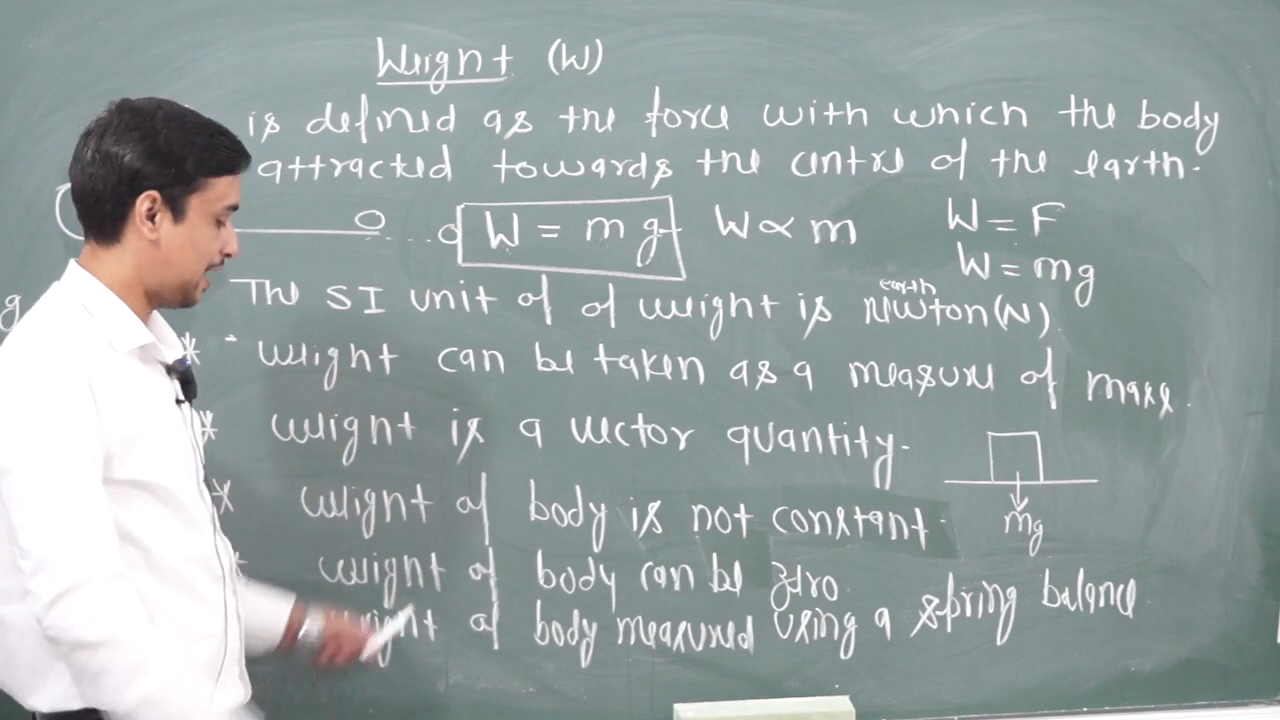 Weight (W)
is defined as the force with which the body
attracted towards the centre of the earth.
W = mg W ∝ m W = F
W = mg
g
earth
The SI unit of of weight is newton(N).
* weight can be taken as a measure of mass.
* weight is a vector quantity.
* weight of body is not constant.
mg
weight of body can be zero.
weight of body measured using a spring balance.